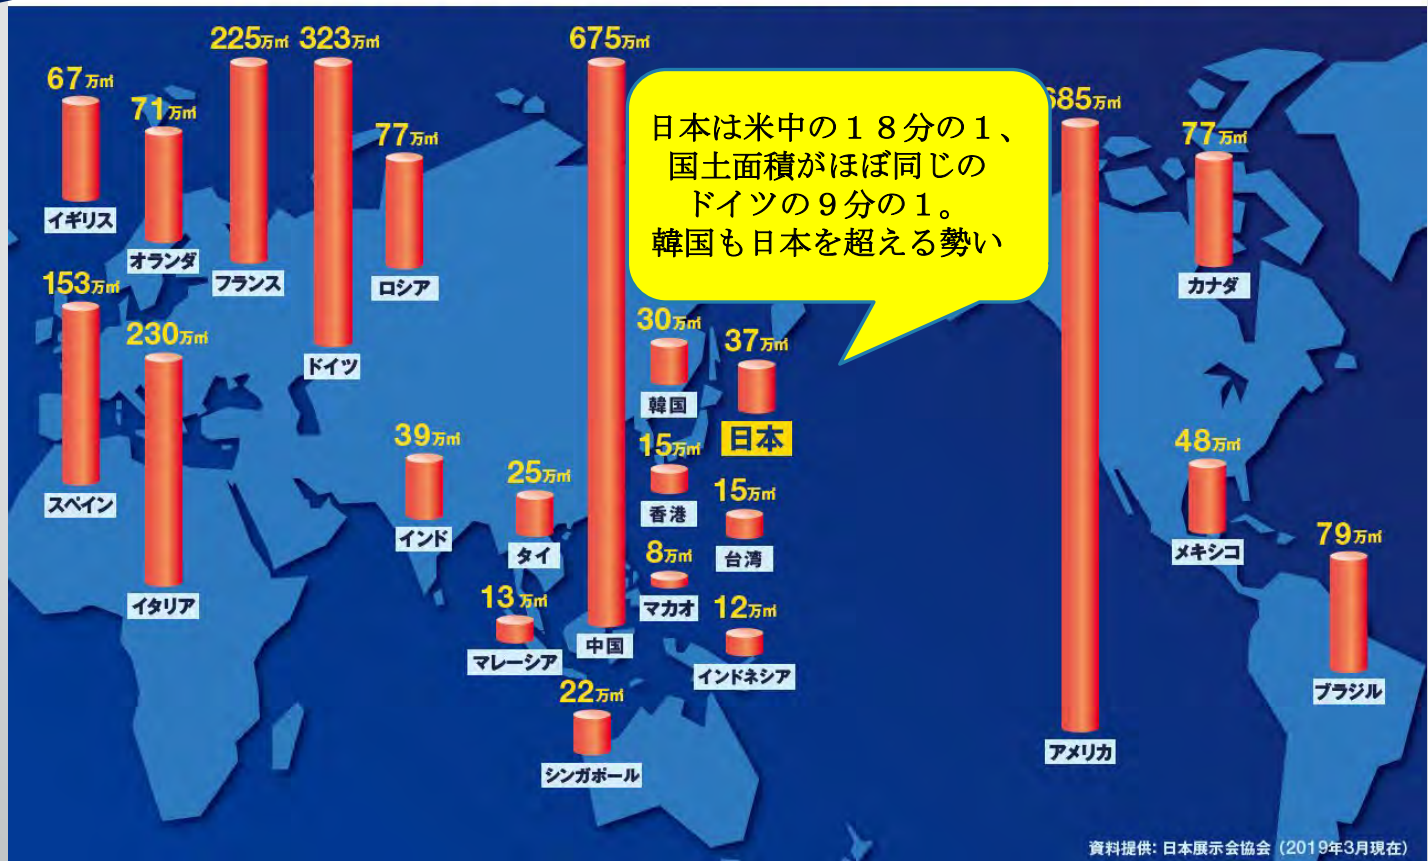 225万㎡
323万㎡
675万㎡
67万㎡
71万㎡
77万㎡
日本は米中の１８分の１、
国土面積がほぼ同じの
ドイツの９分の１。
韓国も日本を超える勢い
685万㎡
77万㎡
イギリス
オランダ
フランス
ロシア
カナダ
153万㎡
230万㎡
ドイツ
30万㎡
37万㎡
韓国
日本
39万㎡
25万㎡
15万㎡
15万㎡
48万㎡
スペイン
インド
タイ
香港
台湾
メキシコ
イタリア
13万㎡
8万㎡
12万㎡
79万㎡
マカオ
マレーシア
中国
インドネシア
22万㎡
ブラジル
シンガポール
アメリカ
資料提供: 日本展示会協会（2019年3月現在）